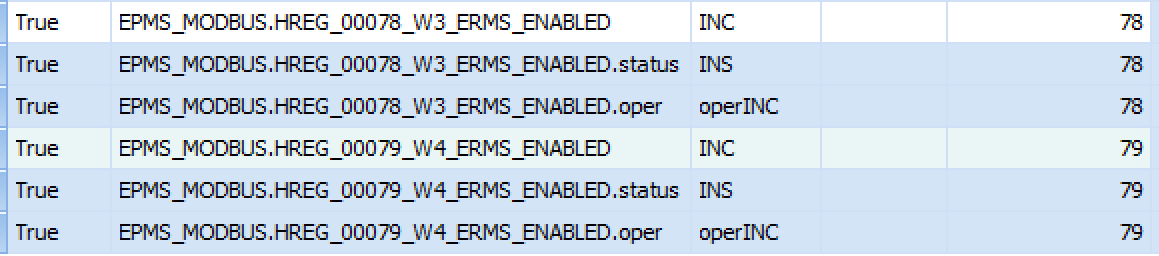 True EPMS_MODBUS.HREG_00078_W3_ERMS_ENABLED INC 78
True EPMS_MODBUS.HREG_00078_W3_ERMS_ENABLED.status INS 78
True EPMS_MODBUS.HREG_00078_W3_ERMS_ENABLED.oper operINC 78
True EPMS_MODBUS.HREG_00079_W4_ERMS_ENABLED INC 79
True EPMS_MODBUS.HREG_00079_W4_ERMS_ENABLED.status INS 79
True EPMS_MODBUS.HREG_00079_W4_ERMS_ENABLED.oper operINC 79